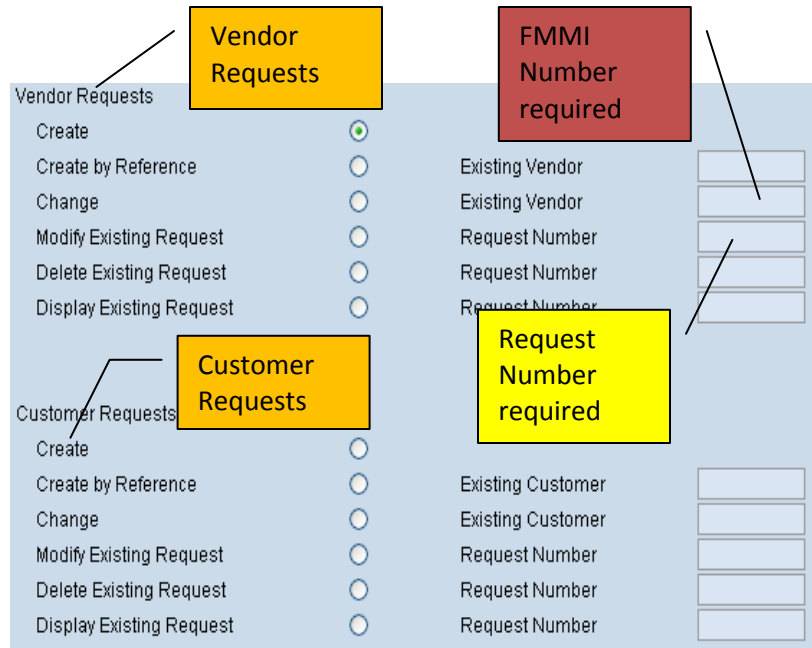 Vendor
Requests
FMMI
Number
required
Vendor Requests
Create
Create by Reference Existing Vendor
Change Existing Vendor
Modify Existing Request Request Number
Delete Existing Request Request Number
Display Existing Request Request Number
Request
Number
required
Customer
Requests
Customer Requests
Create
Create by Reference Existing Customer
Change Existing Customer
Modify Existing Request Request Number
Delete Existing Request Request Number
Display Existing Request Request Number